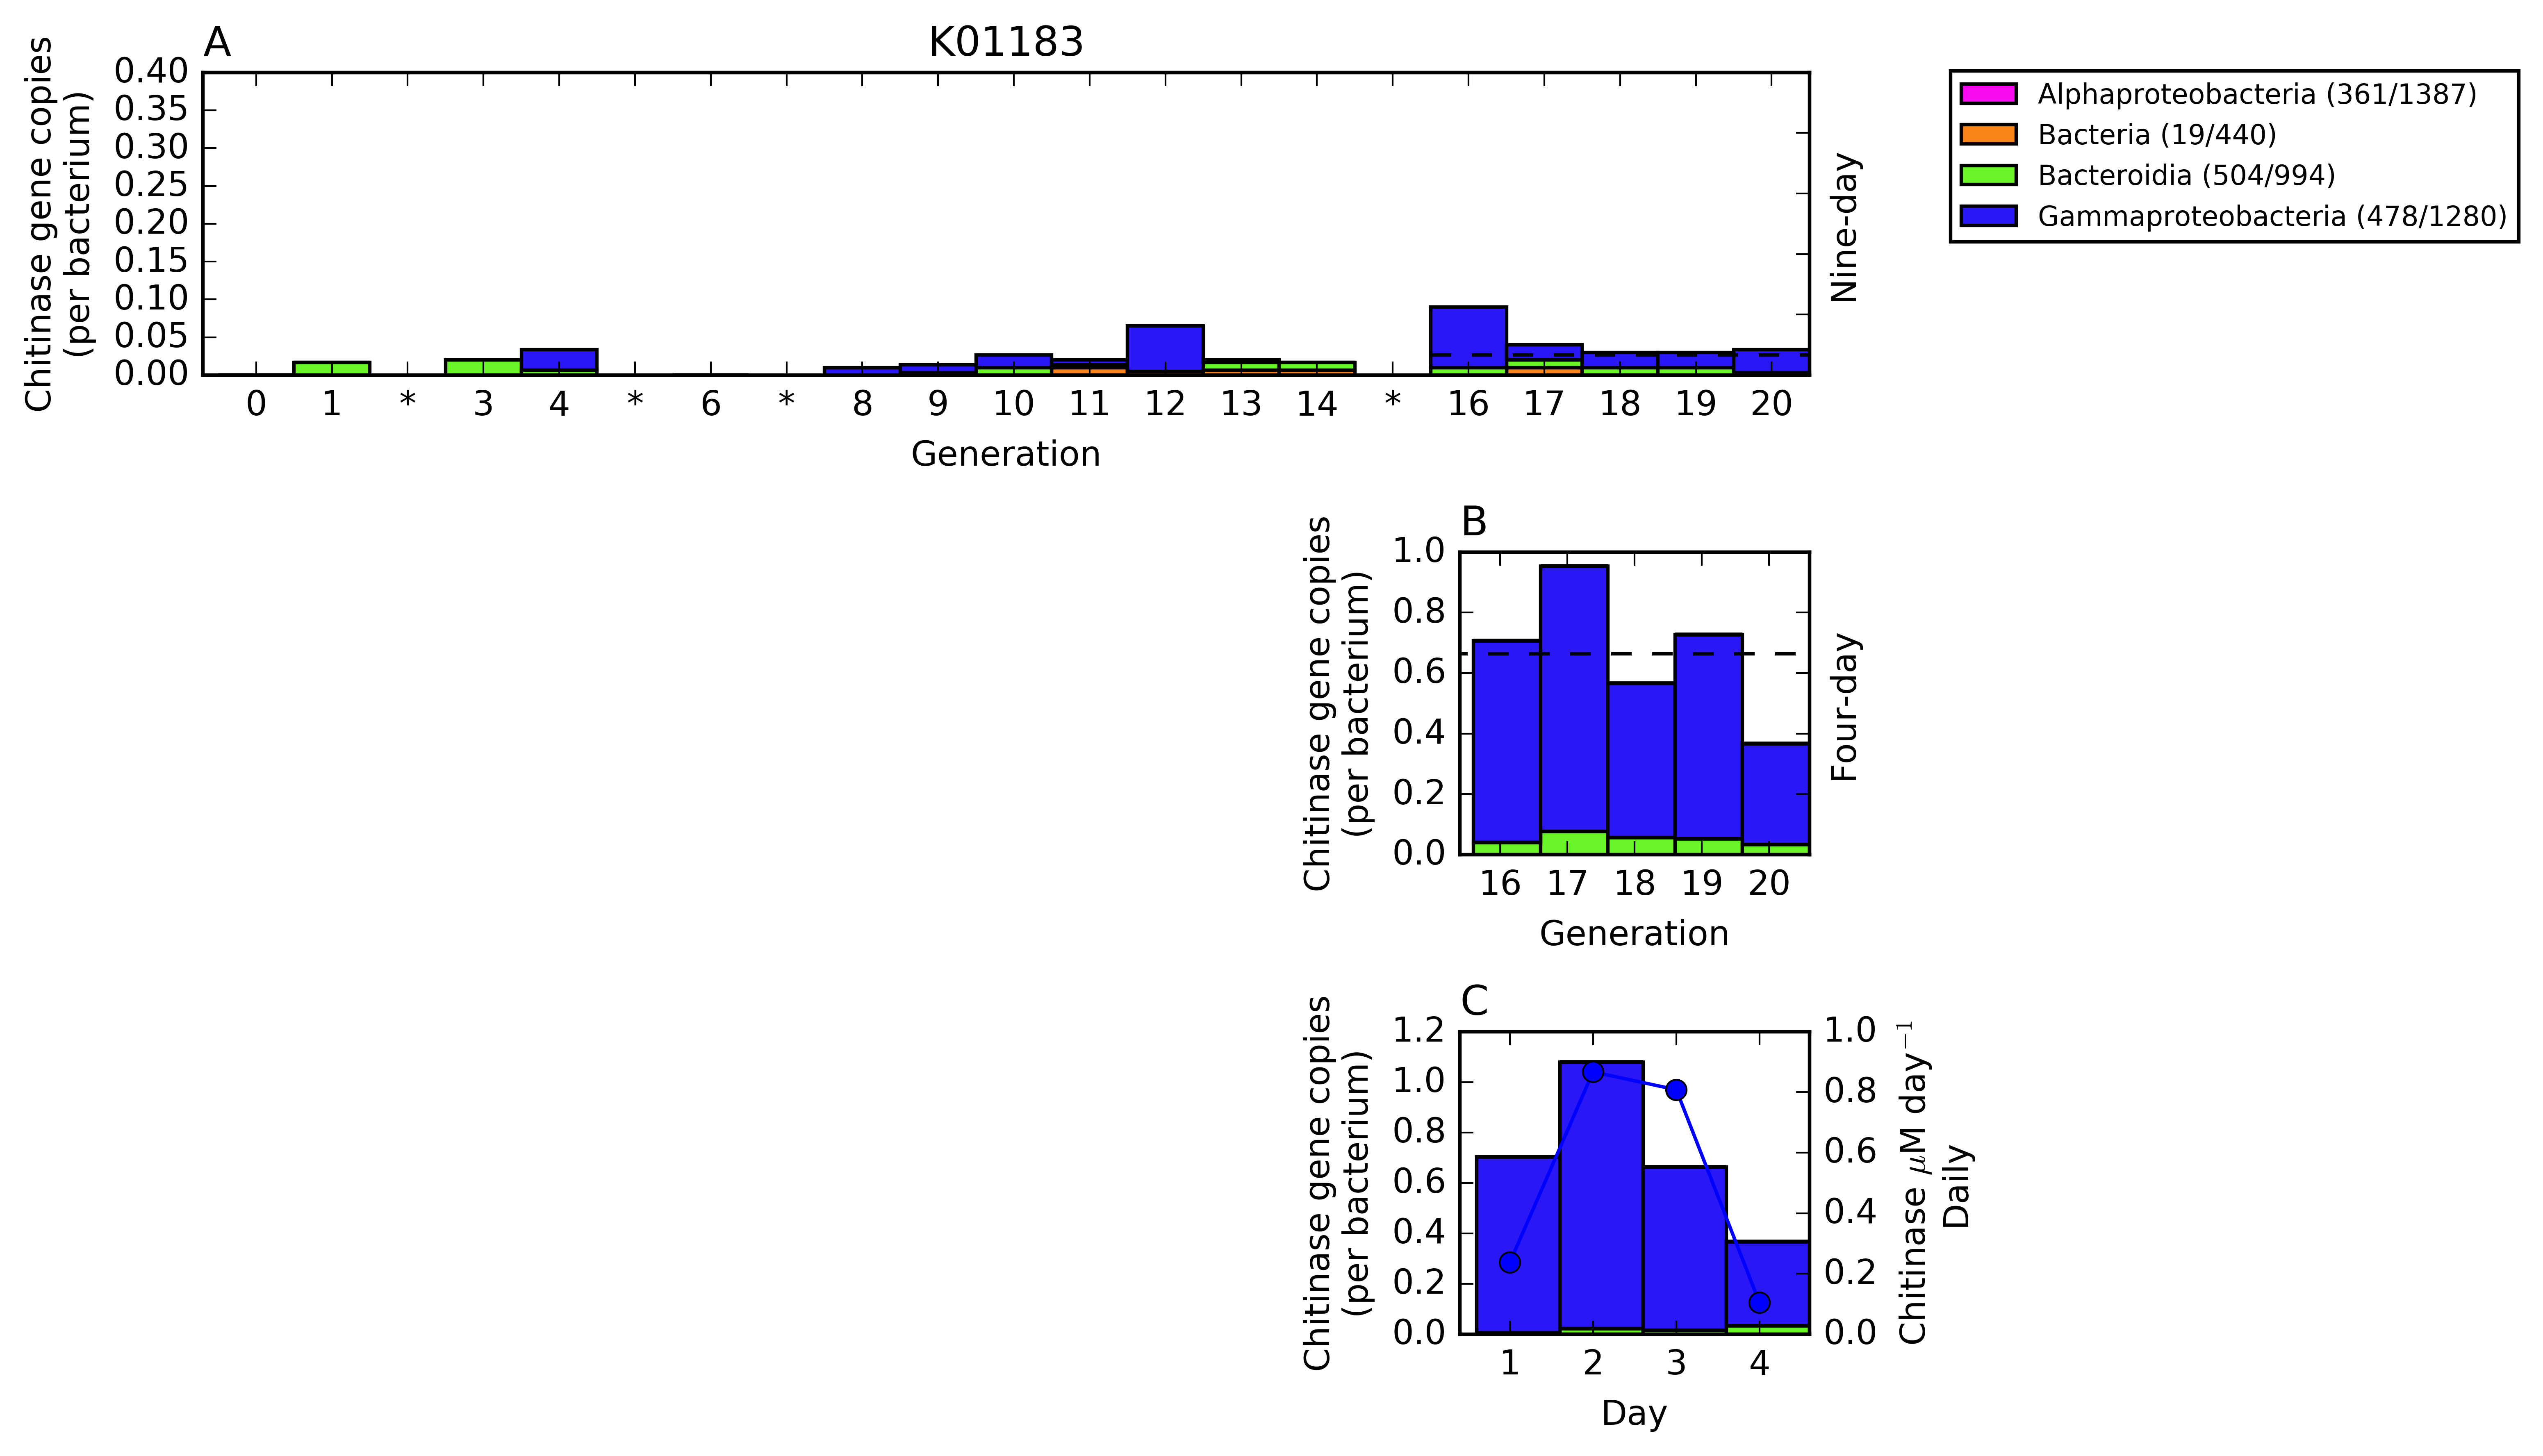 A
K01183
Chitinase gene copies
(per bacterium)
0.40
0.35
0.30
0.25
0.20
0.15
0.10
0.05
0.00
0 1 * 3 4 * 6 * 8 9 10 11 12 13 14 * 16 17 18 19 20
Generation
Nine-day
Alphaproteobacteria (361/1387)
Bacteria (19/440)
Bacteroidia (504/994)
Gammaproteobacteria (478/1280)
B
Chitinase gene copies
(per bacterium)
1.0
0.8
0.6
0.4
0.2
0.0
16 17 18 19 20
Generation
Four-day
C
Chitinase gene copies
(per bacterium)
1.2
1.0
0.8
0.6
0.4
0.2
0.0
1 2 3 4
Day
1.0
0.8
0.6
0.4
0.2
0.0
Chitinase μM day⁻¹
Daily